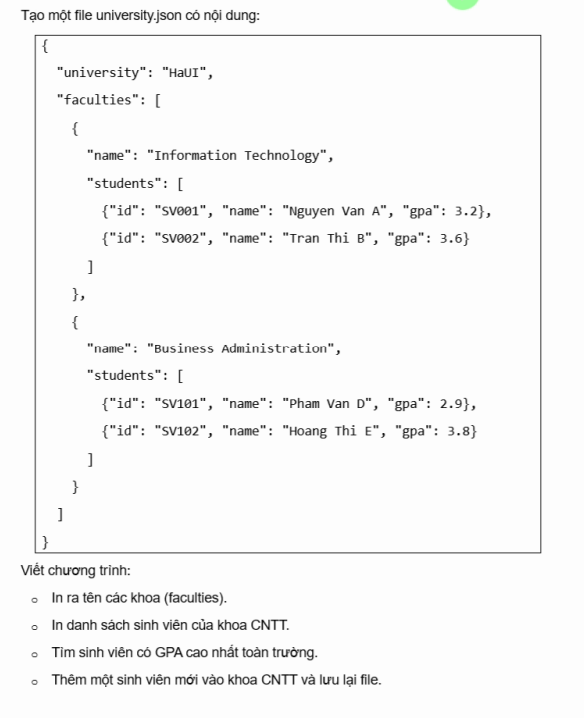 Tạo một file university.json có nội dung:
{
"university": "HaUI",
"faculties": [
{
"name": "Information Technology",
"students": [
{"id": "SV001", "name": "Nguyen Van A", "gpa": 3.2},
{"id": "SV002", "name": "Tran Thi B", "gpa": 3.6}
]
},
{
"name": "Business Administration",
"students": [
{"id": "SV101", "name": "Pham Van D", "gpa": 2.9},
{"id": "SV102", "name": "Hoang Thi E", "gpa": 3.8}
]
}
]
}
Viết chương trình:
o In ra tên các khoa (faculties).
o In danh sách sinh viên của khoa CNTT.
o Tìm sinh viên có GPA cao nhất toàn trường.
o Thêm một sinh viên mới vào khoa CNTT và lưu lại file.